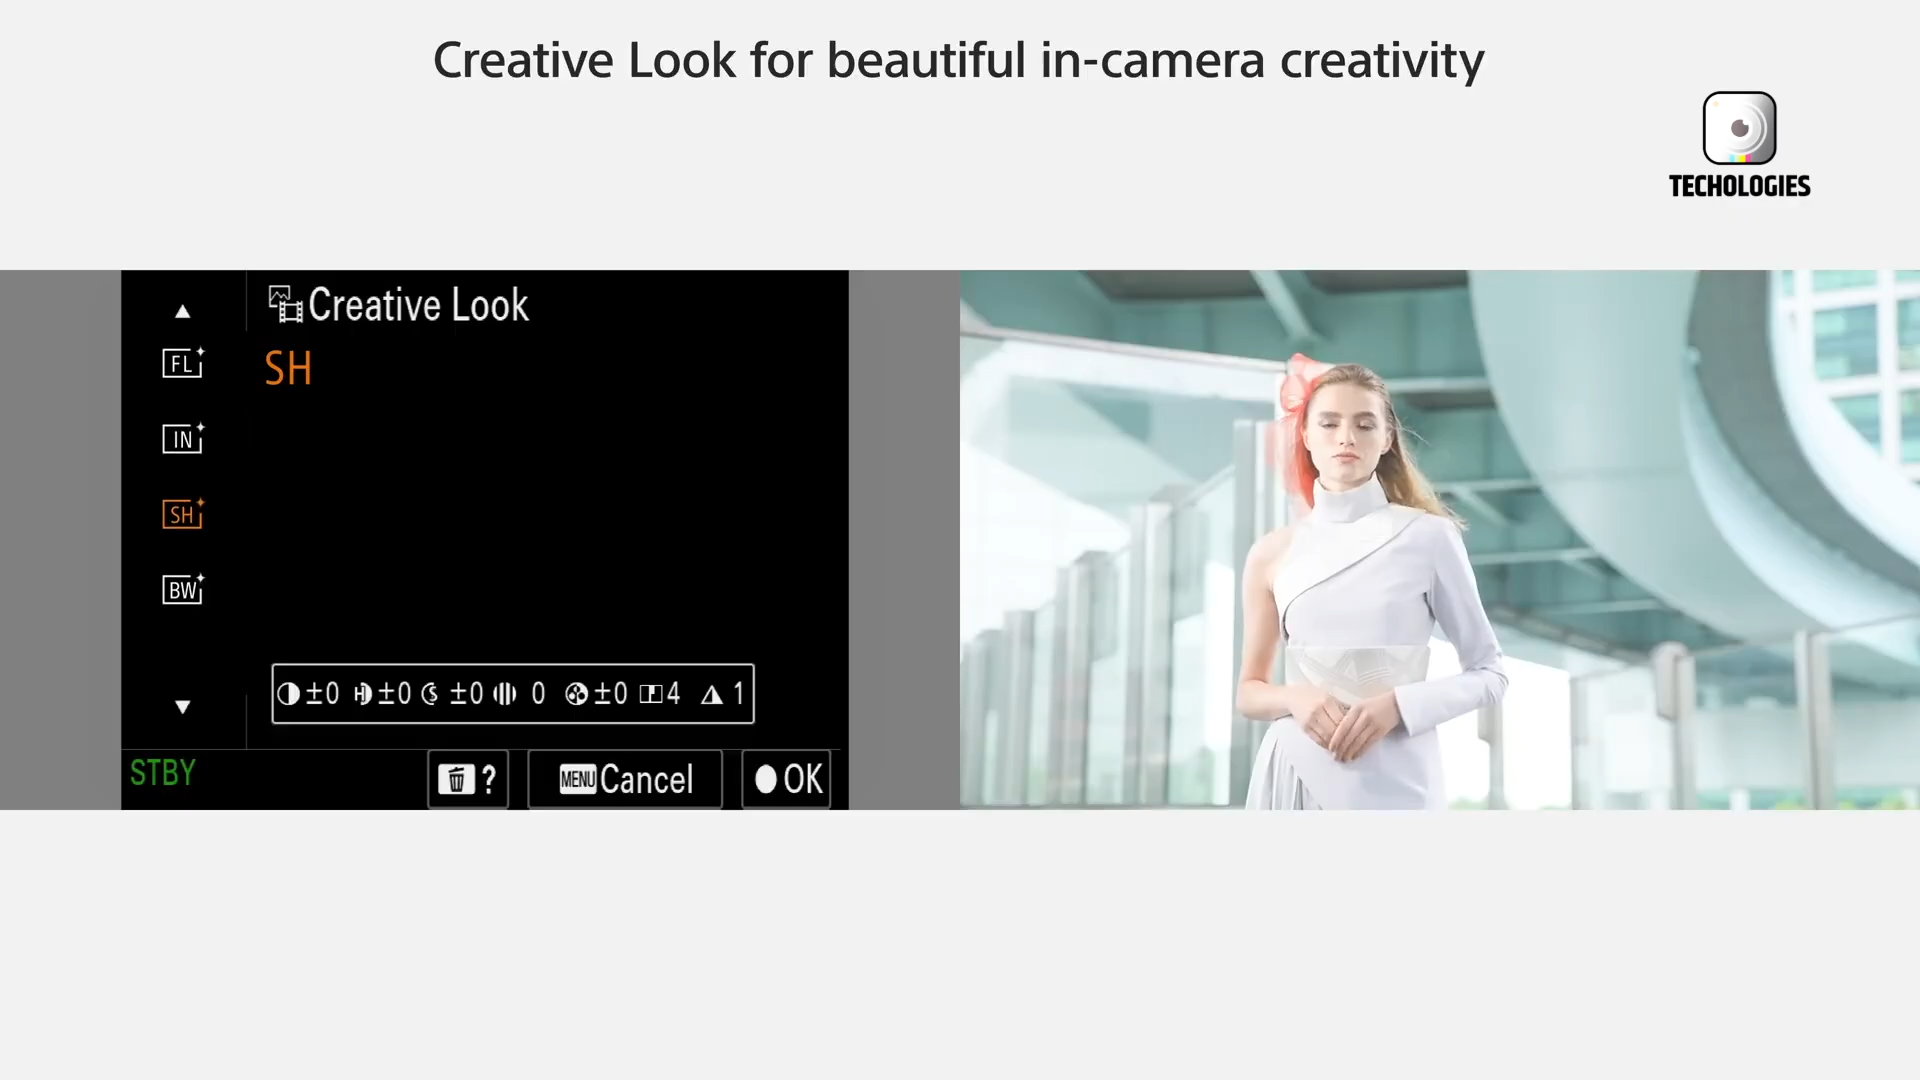 Creative Look for beautiful in-camera creativity
TECHOLOGIES
Creative Look
FL
SH
IN
SH
BW
±0 ±0 ±0 0 ±0 4 1
STBY
? MENU Cancel OK